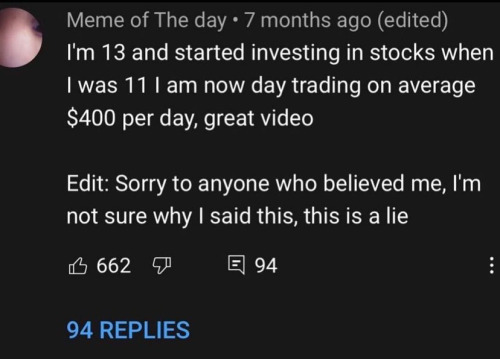 Meme of The day • 7 months ago (edited)
I'm 13 and started investing in stocks when
I was 11 I am now day trading on average
$400 per day, great video
Edit: Sorry to anyone who believed me, I'm
not sure why I said this, this is a lie
662 94
94 REPLIES